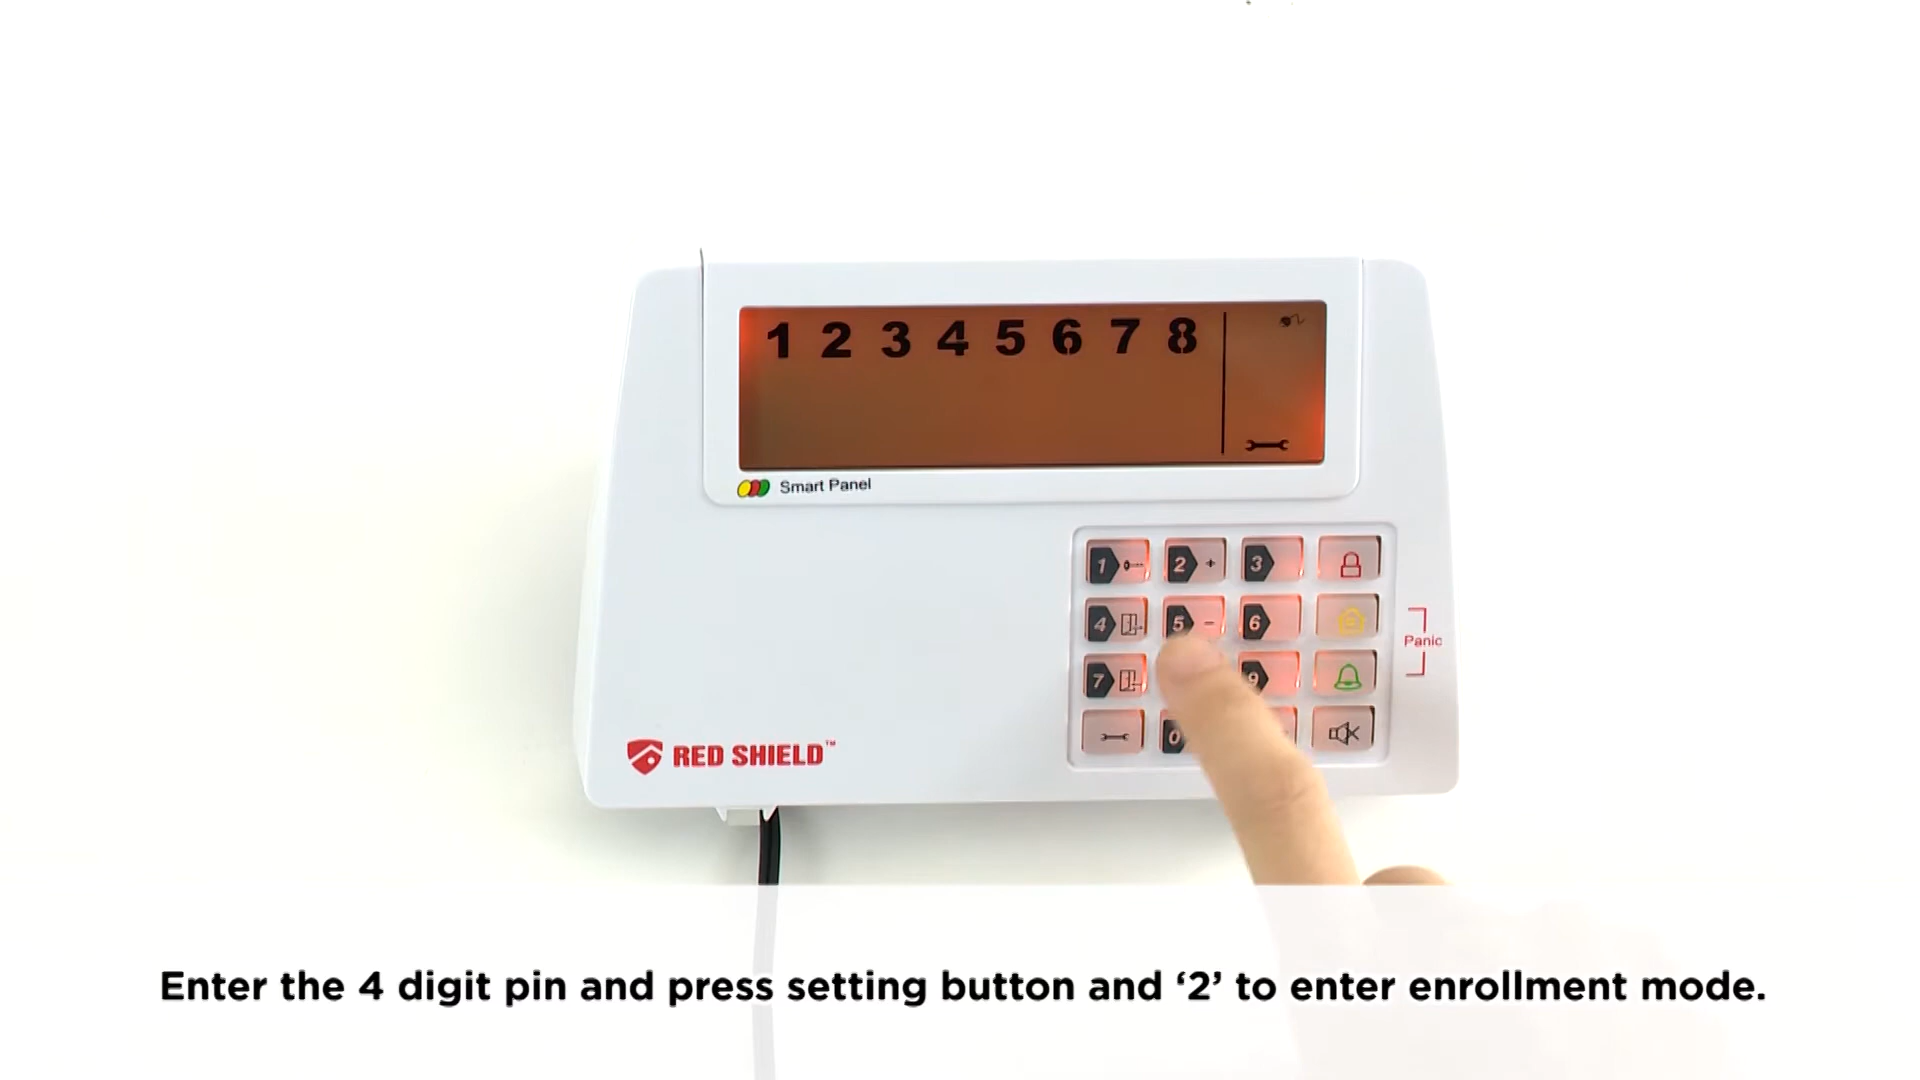 1 2 3 4 5 6 7 8
Smart Panel
1 2 + 3
4 5 - 6
Panic
7 9
0
RED SHIELD™
Enter the 4 digit pin and press setting button and ‘2’ to enter enrollment mode.